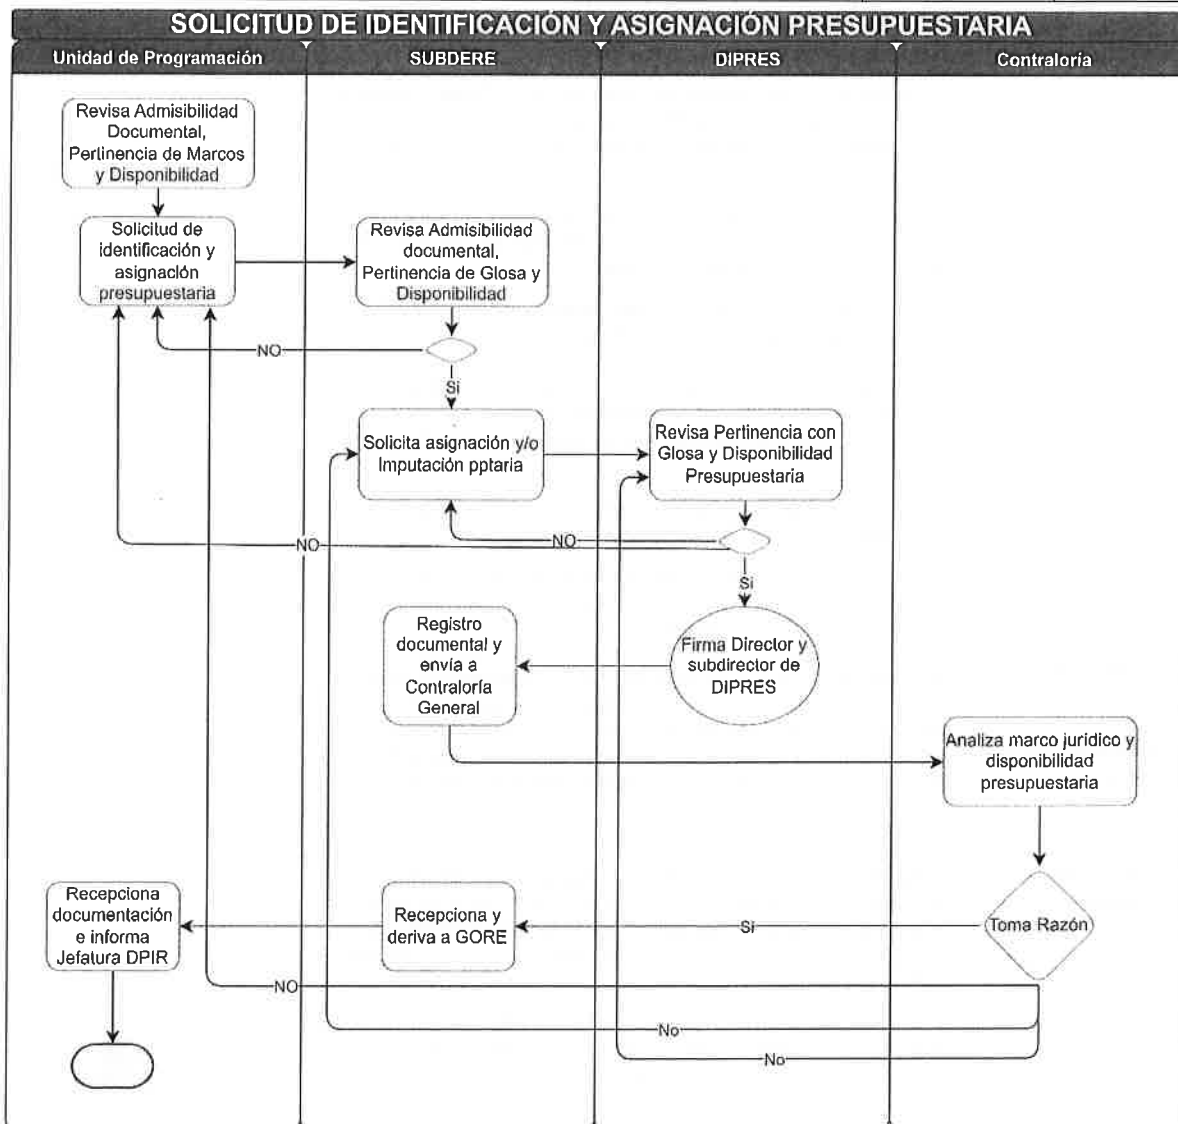 SOLICITUD DE IDENTIFICACIÓN Y ASIGNACIÓN PRESUPUESTARIA
Unidad de Programación
SUBDERE
DIPRES
Contraloría
Revisa Admisibilidad
Documental,
Pertinencia de Marcos
y Disponibilidad
Solicitud de
identificación y
asignación
presupuestaria
Revisa Admisibilidad
documental,
Pertinencia de Glosa y
Disponibilidad
NO
Si
Solicita asignación y/o
Imputación pptaria
Revisa Pertinencia con
Glosa y Disponibilidad
Presupuestaria
NO
NO
Si
Registro
documental y
envía a
Contraloría
General
Firma Director y
subdirector de
DIPRES
Analiza marco jurídico y
disponibilidad
presupuestaria
Recepciona
documentación
e informa
Jefatura DPIR
Recepciona y
deriva a GORE
Si
Toma Razón
NO
No
No